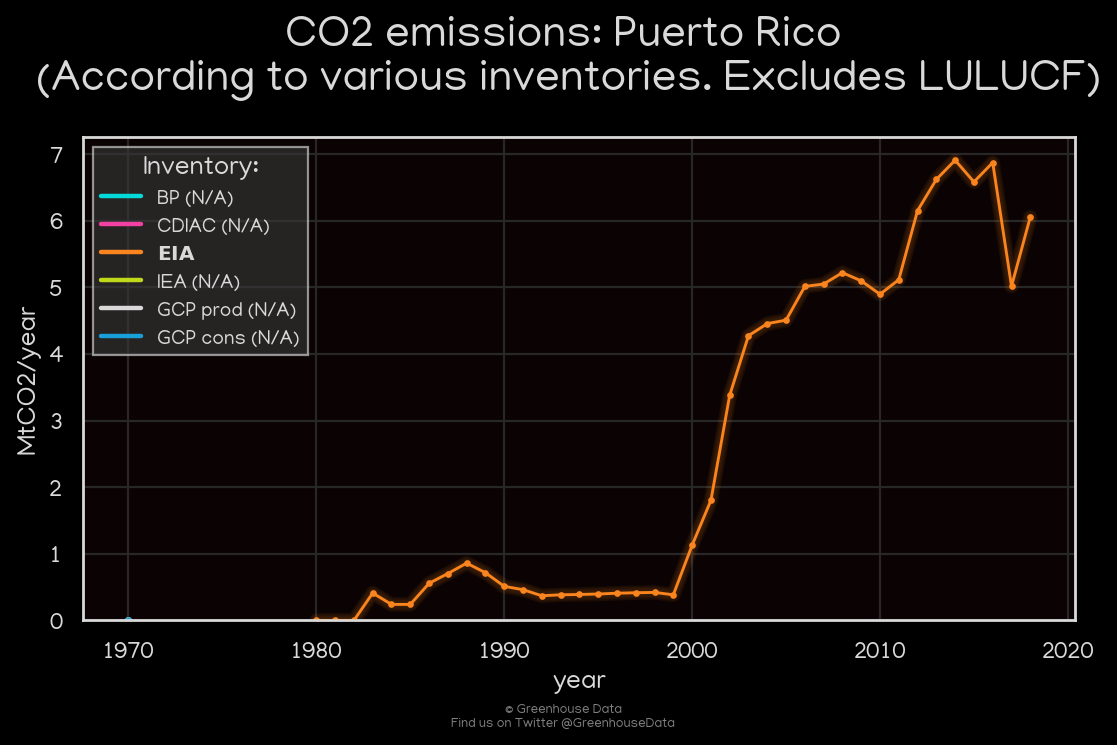 CO2 emissions: Puerto Rico
(According to various inventories. Excludes LULUCF)
Inventory:
BP (N/A)
CDIAC (N/A)
EIA
IEA (N/A)
GCP prod (N/A)
GCP cons (N/A)
MtCO2/year
7
6
5
4
3
2
1
0
1970 1980 1990 2000 2010 2020
year
© Greenhouse Data
Find us on Twitter @GreenhouseData